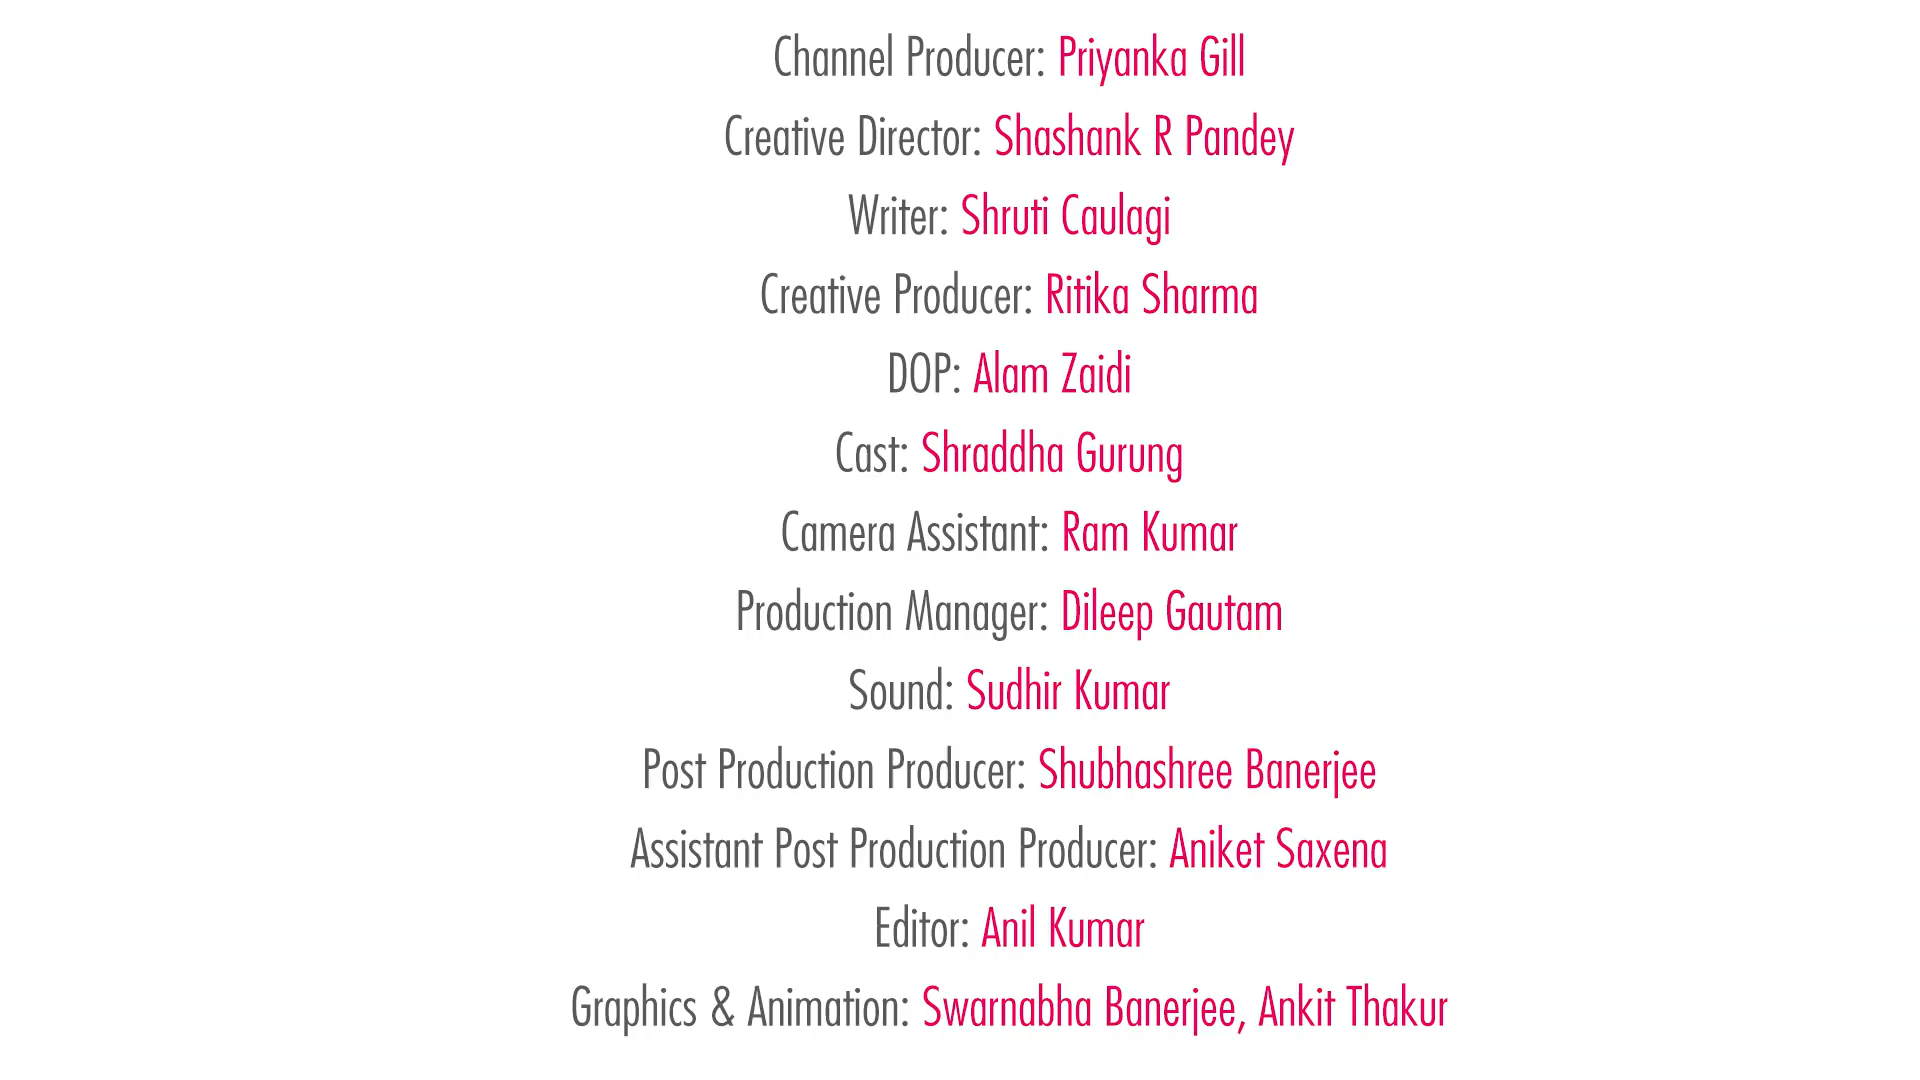 Channel Producer: Priyanka Gill
Creative Director: Shashank R Pandey
Writer: Shruti Caulagi
Creative Producer: Ritika Sharma
DOP: Alam Zaidi
Cast: Shraddha Gurung
Camera Assistant: Ram Kumar
Production Manager: Dileep Gautam
Sound: Sudhir Kumar
Post Production Producer: Shubhashree Banerjee
Assistant Post Production Producer: Aniket Saxena
Editor: Anil Kumar
Graphics & Animation: Swarnabha Banerjee, Ankit Thakur